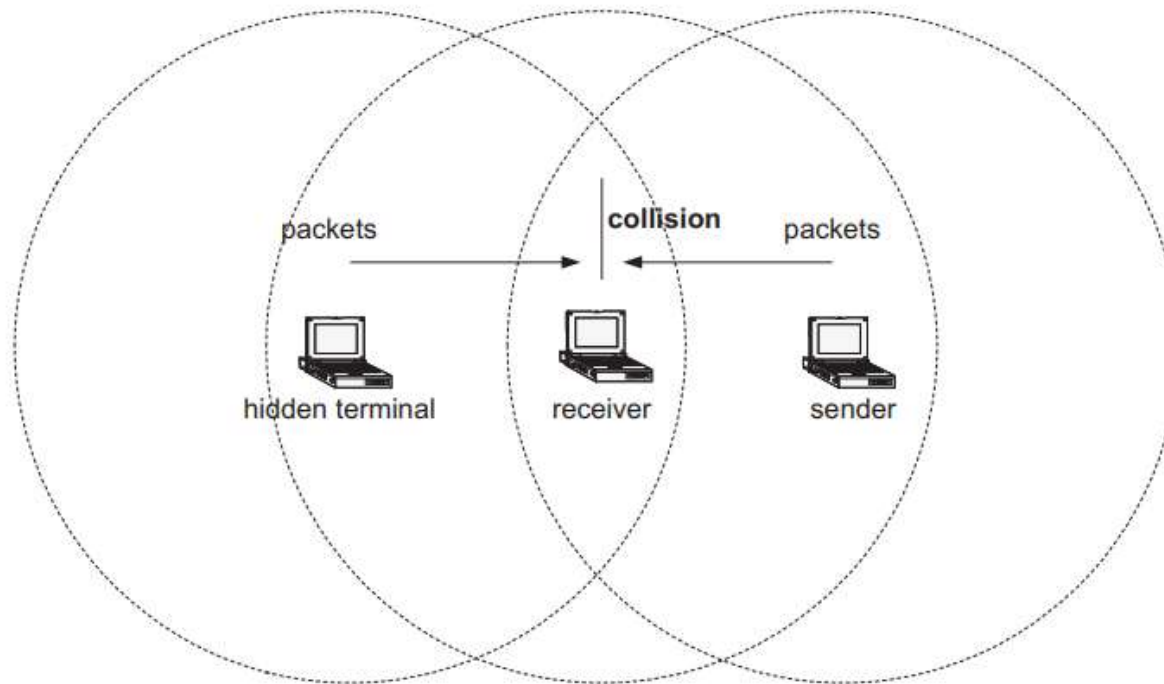 collision
packets
packets
hidden terminal
receiver
sender